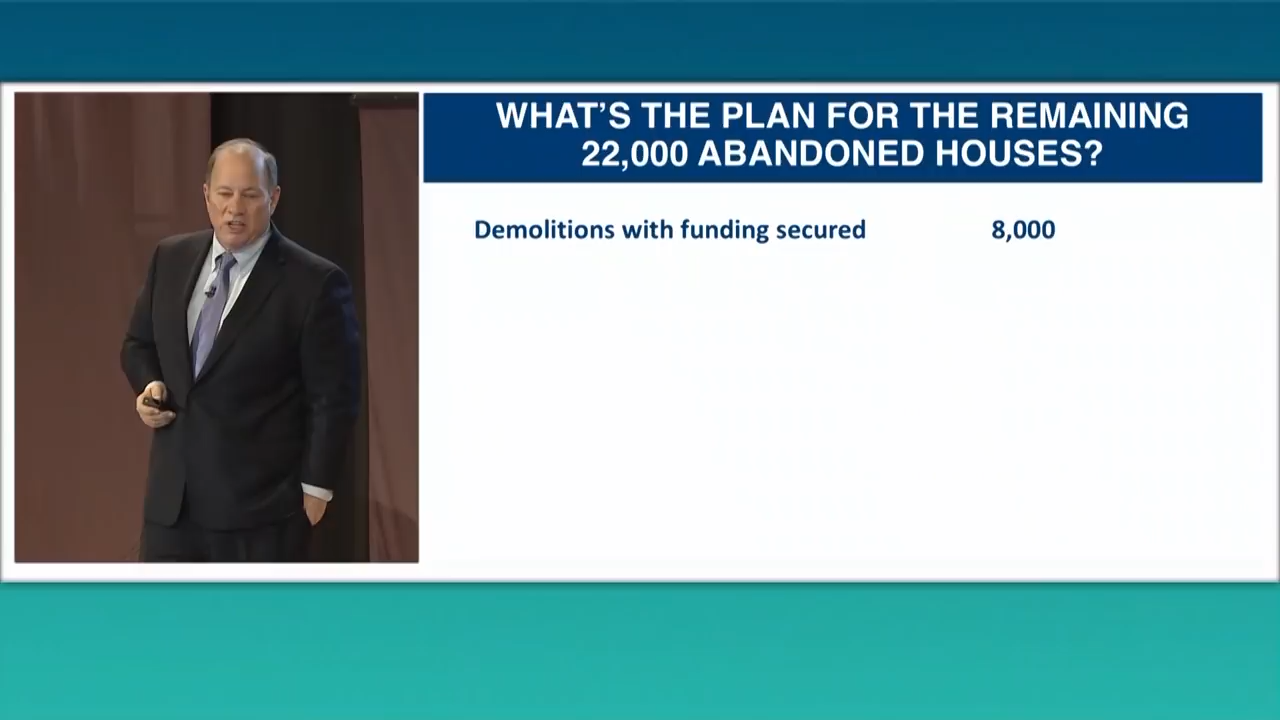 WHAT’S THE PLAN FOR THE REMAINING
22,000 ABANDONED HOUSES?
Demolitions with funding secured 8,000